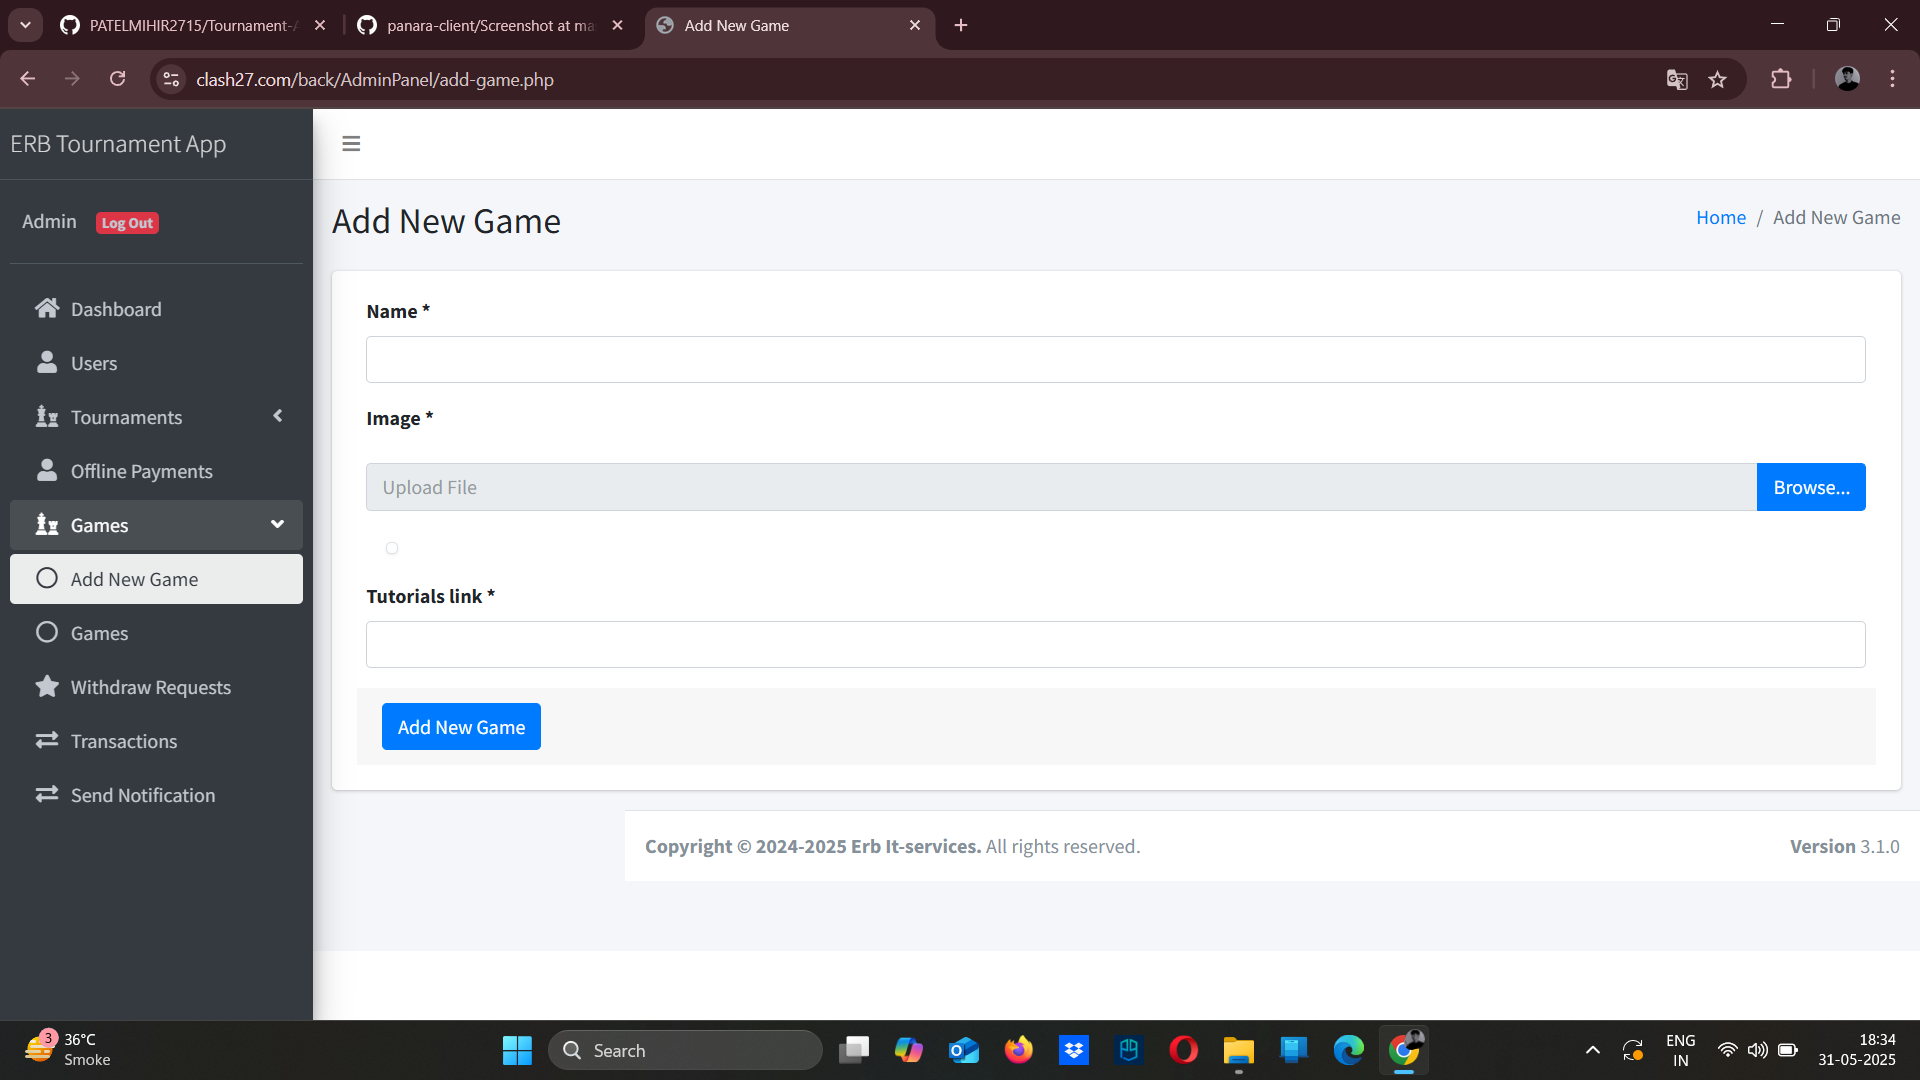 PATELMIHIR2715/Tournament-A
panara-client/Screenshot at ma
Add New Game
clash27.com/back/AdminPanel/add-game.php
ERB Tournament App
Admin Log Out
Dashboard
Users
Tournaments
Offline Payments
Games
Add New Game
Games
Withdraw Requests
Transactions
Send Notification
Add New Game
Home / Add New Game
Name *
Image *
Upload File
Browse...
Tutorials link *
Add New Game
Copyright © 2024-2025 Erb It-services. All rights reserved.
Version 3.1.0
3
36°C
Smoke
Search
ENG
IN
18:34
31-05-2025